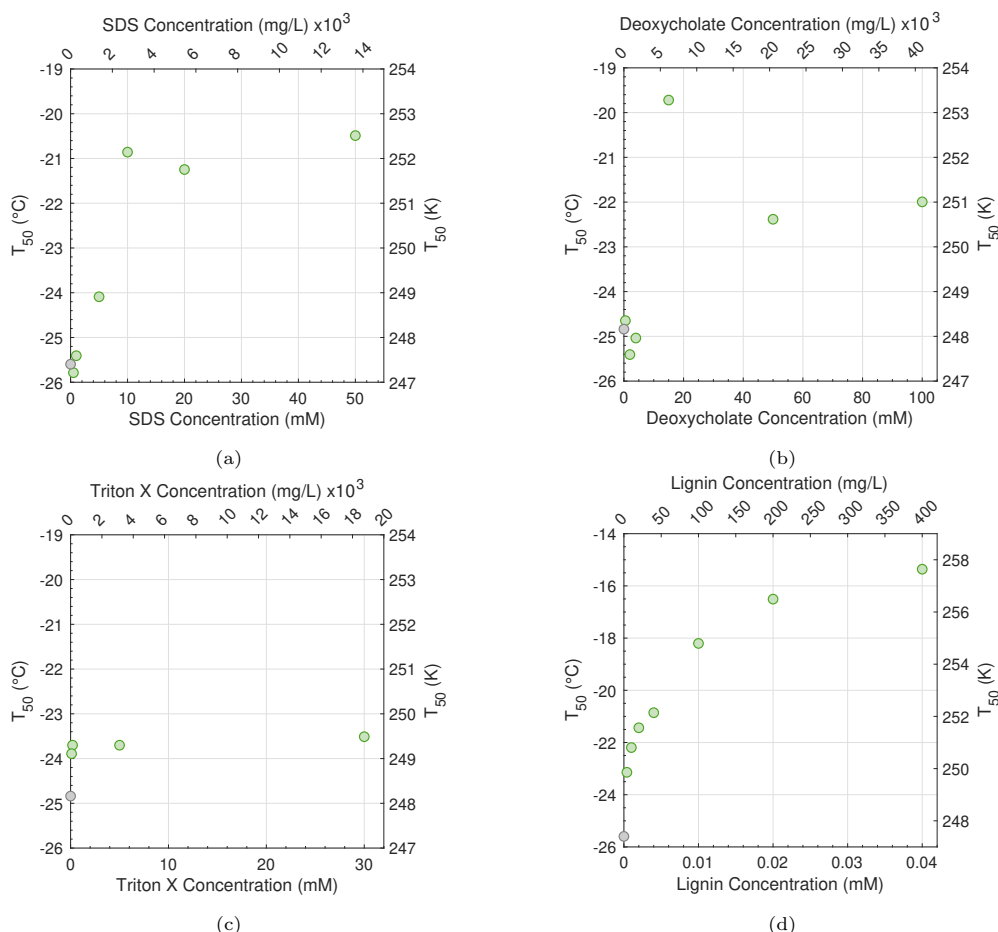 SDS Concentration (mg/L) x10³
0 2 4 6 8 10 12 14
-19 -20 -21 -22 -23 -24 -25 -26
T₅₀ (°C)
254 253 252 251 250 249 248 247
T₅₀ (K)
0 10 20 30 40 50
SDS Concentration (mM)
(a)
Deoxycholate Concentration (mg/L) x10³
0 5 10 15 20 25 30 35 40
-19 -20 -21 -22 -23 -24 -25 -26
T₅₀ (°C)
254 253 252 251 250 249 248 247
T₅₀ (K)
0 20 40 60 80 100
Deoxycholate Concentration (mM)
(b)
Triton X Concentration (mg/L) x10³
0 2 4 6 8 10 12 14 16 18 20
-19 -20 -21 -22 -23 -24 -25 -26
T₅₀ (°C)
254 253 252 251 250 249 248 247
T₅₀ (K)
0 10 20 30
Triton X Concentration (mM)
(c)
Lignin Concentration (mg/L)
0 50 100 150 200 250 300 350 400
-14 -16 -18 -20 -22 -24 -26
T₅₀ (°C)
258 256 254 252 250 248
T₅₀ (K)
0 0.01 0.02 0.03 0.04
Lignin Concentration (mM)
(d)